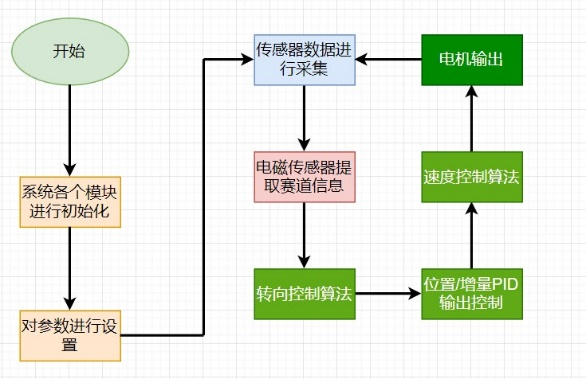 开始
系统各个模块
进行初始化
对参数进行设
置
传感器数据进
行采集
电磁传感器提
取赛道信息
转向控制算法
位置/增量PID
输出控制
速度控制算法
电机输出